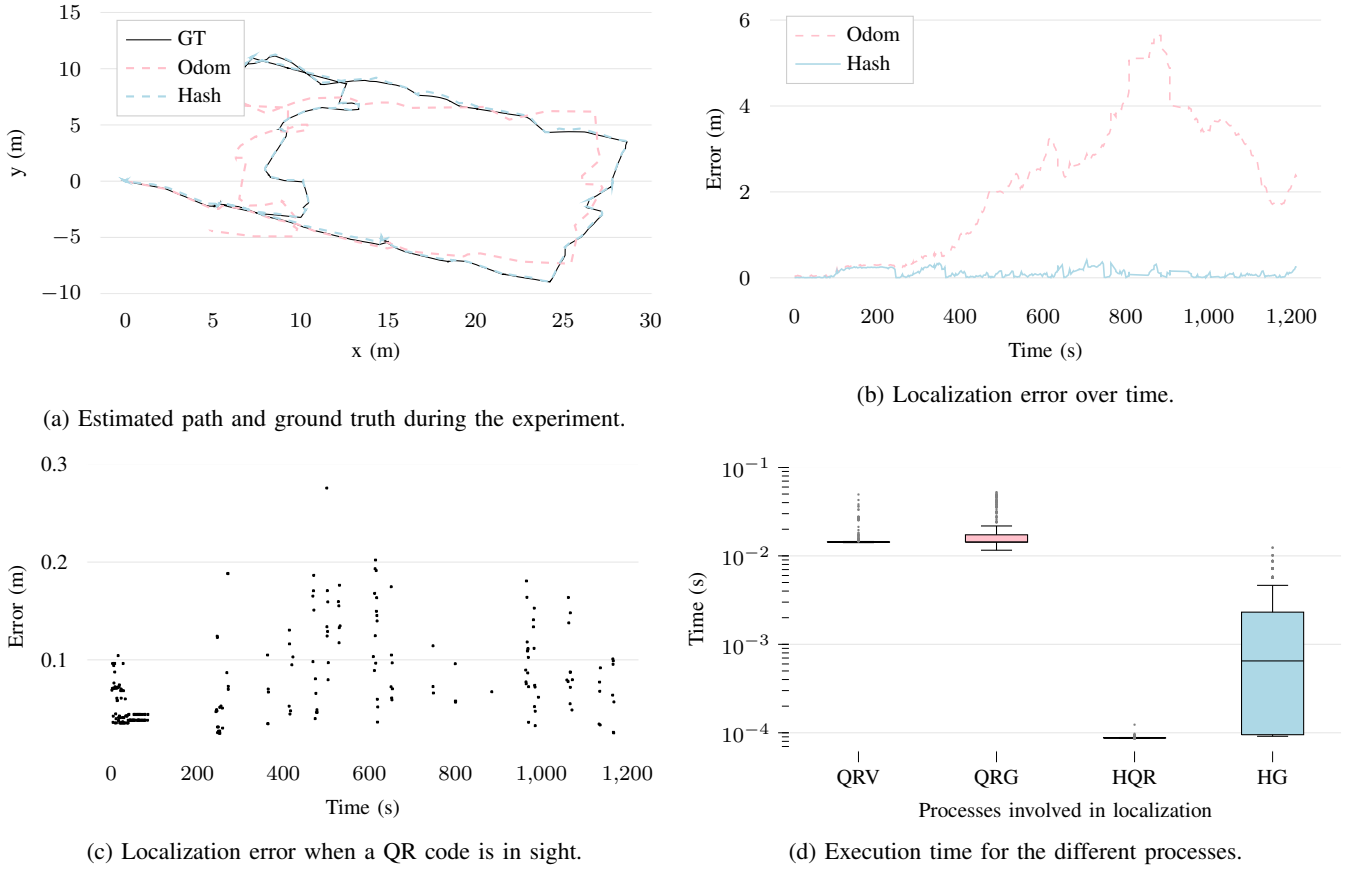 15
10
5
0
−5
−10
y (m)
GT
Odom
Hash
0 5 10 15 20 25 30
x (m)
(a) Estimated path and ground truth during the experiment.
6
4
2
0
Error (m)
Odom
Hash
0 200 400 600 800 1,000 1,200
Time (s)
(b) Localization error over time.
0.3
0.2
0.1
Error (m)
0 200 400 600 800 1,000 1,200
Time (s)
(c) Localization error when a QR code is in sight.
10⁻¹
10⁻²
10⁻³
10⁻⁴
Time (s)
QRV QRG HQR HG
Processes involved in localization
(d) Execution time for the different processes.